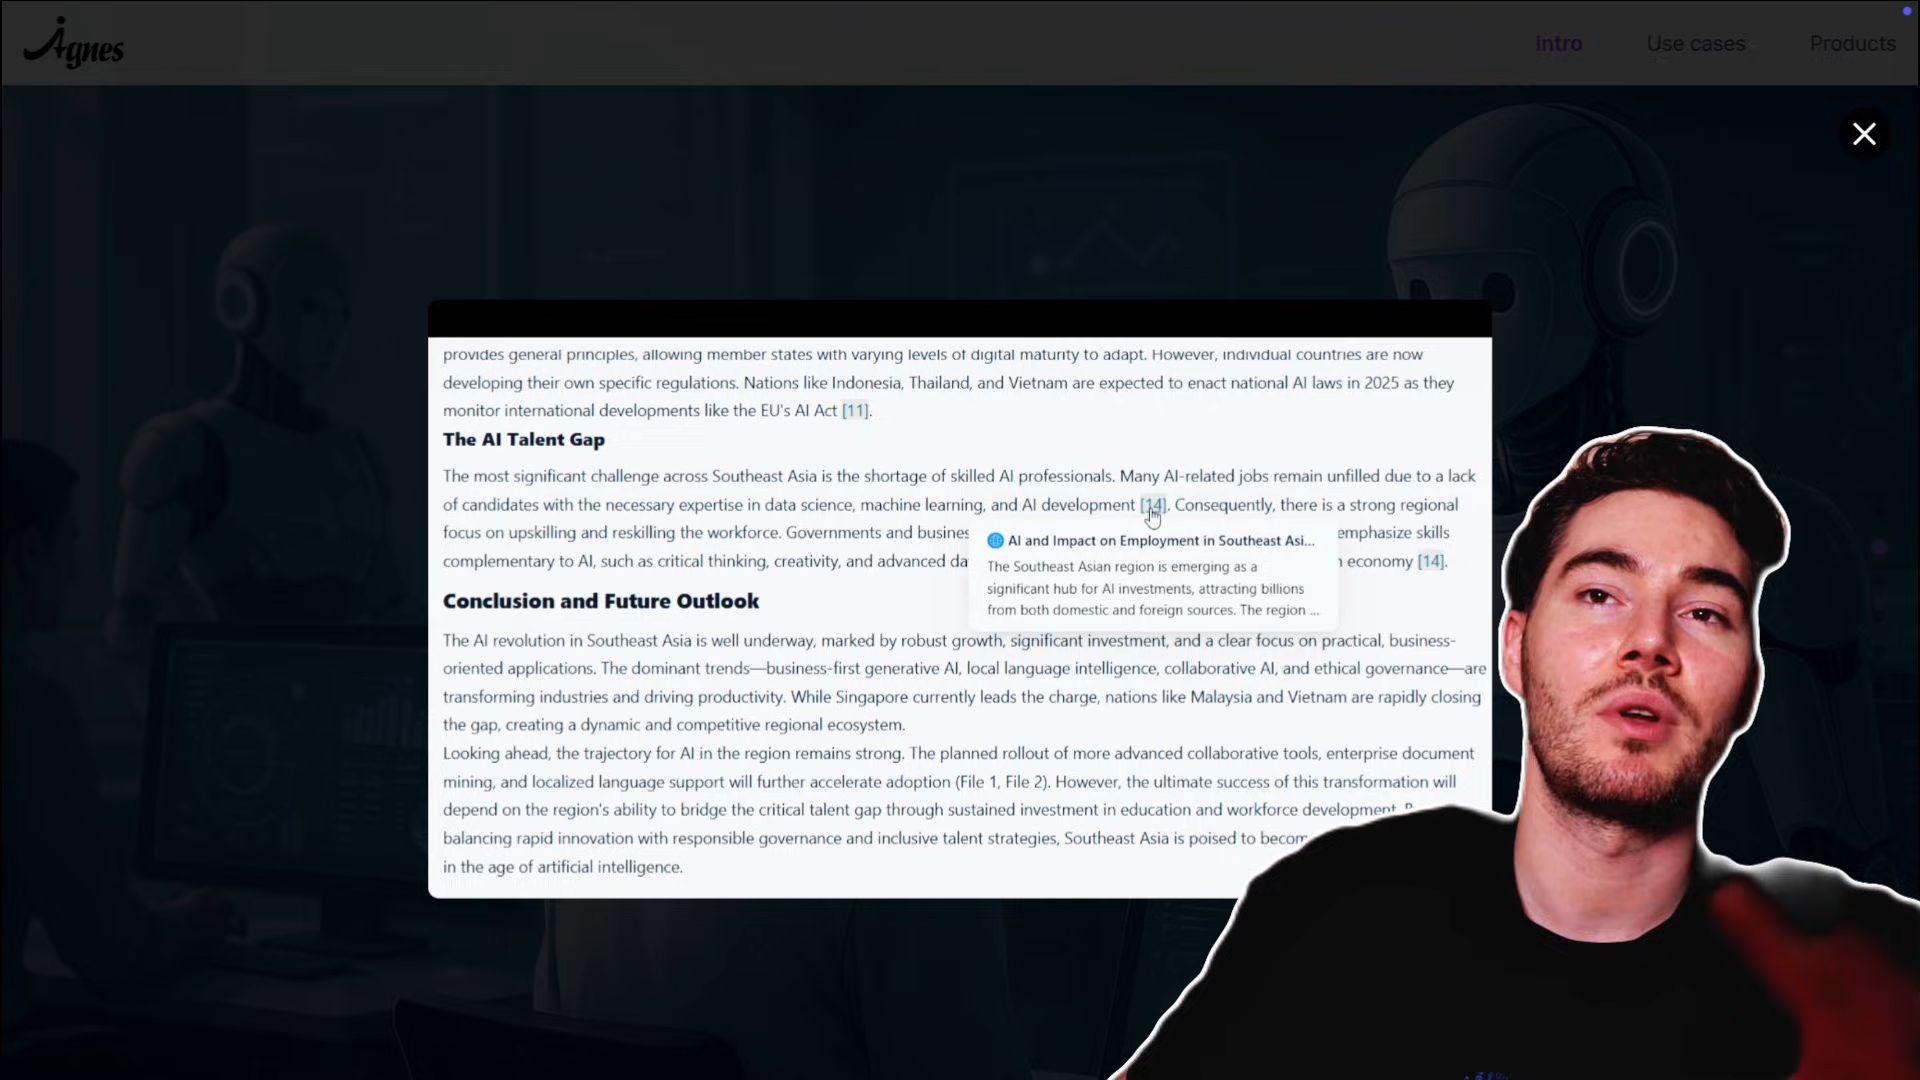 Agnes
Intro Use cases Products
provides general principles, allowing member states with varying levels of digital maturity to adapt. However, individual countries are now
developing their own specific regulations. Nations like Indonesia, Thailand, and Vietnam are expected to enact national AI laws in 2025 as they
monitor international developments like the EU's AI Act [11].
The AI Talent Gap
The most significant challenge across Southeast Asia is the shortage of skilled AI professionals. Many AI-related jobs remain unfilled due to a lack
of candidates with the necessary expertise in data science, machine learning, and AI development [14]. Consequently, there is a strong regional
focus on upskilling and reskilling the workforce. Governments and busines emphasize skills
complementary to AI, such as critical thinking, creativity, and advanced da economy [14].
AI and Impact on Employment in Southeast Asi...
The Southeast Asian region is emerging as a
significant hub for AI investments, attracting billions
from both domestic and foreign sources. The region ...
Conclusion and Future Outlook
The AI revolution in Southeast Asia is well underway, marked by robust growth, significant investment, and a clear focus on practical, business-
oriented applications. The dominant trends—business-first generative AI, local language intelligence, collaborative AI, and ethical governance—are
transforming industries and driving productivity. While Singapore currently leads the charge, nations like Malaysia and Vietnam are rapidly closing
the gap, creating a dynamic and competitive regional ecosystem.
Looking ahead, the trajectory for AI in the region remains strong. The planned rollout of more advanced collaborative tools, enterprise document
mining, and localized language support will further accelerate adoption (File 1, File 2). However, the ultimate success of this transformation will
depend on the region's ability to bridge the critical talent gap through sustained investment in education and workforce development.
balancing rapid innovation with responsible governance and inclusive talent strategies, Southeast Asia is poised to becom
in the age of artificial intelligence.